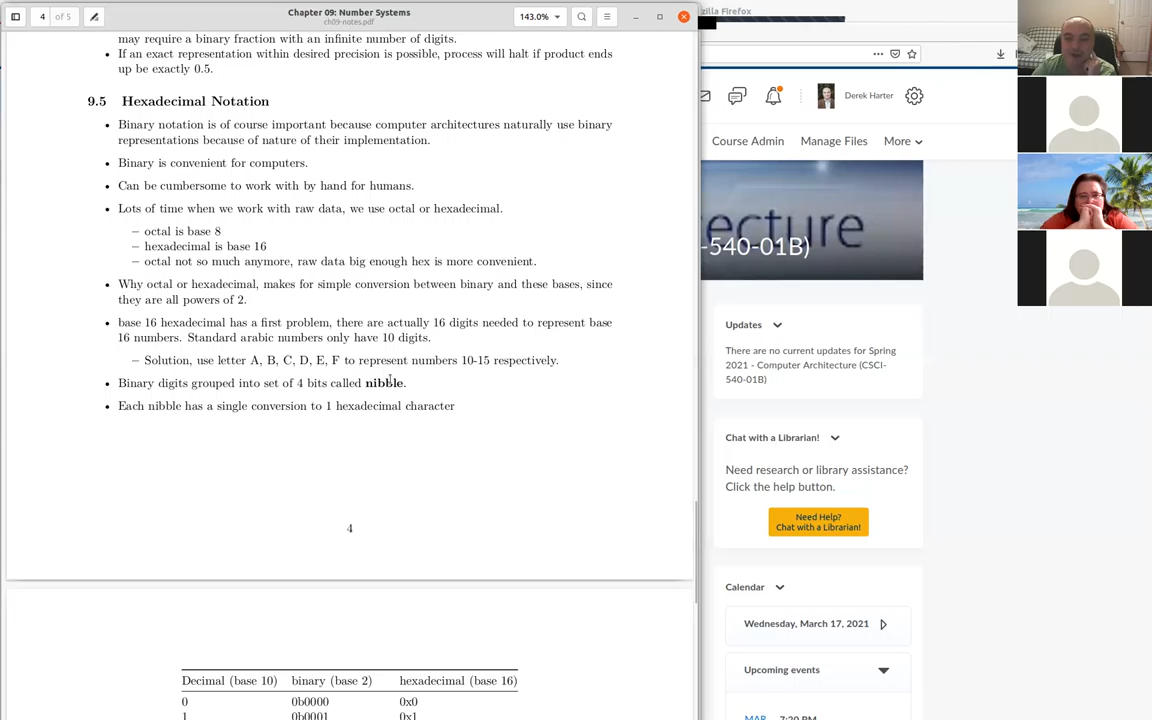 Chapter 09: Number Systems
ch09-notes.pdf
4 of 5
143.0%
may require a binary fraction with an infinite number of digits.
• If an exact representation within desired precision is possible, process will halt if product ends
up be exactly 0.5.
9.5 Hexadecimal Notation
• Binary notation is of course important because computer architectures naturally use binary
representations because of nature of their implementation.
• Binary is convenient for computers.
• Can be cumbersome to work with by hand for humans.
• Lots of time when we work with raw data, we use octal or hexadecimal.
– octal is base 8
– hexadecimal is base 16
– octal not so much anymore, raw data big enough hex is more convenient.
• Why octal or hexadecimal, makes for simple conversion between binary and these bases, since
they are all powers of 2.
• base 16 hexadecimal has a first problem, there are actually 16 digits needed to represent base
16 numbers. Standard arabic numbers only have 10 digits.
– Solution, use letter A, B, C, D, E, F to represent numbers 10-15 respectively.
• Binary digits grouped into set of 4 bits called nibble.
• Each nibble has a single conversion to 1 hexadecimal character
4
Decimal (base 10) binary (base 2) hexadecimal (base 16)
0 0b0000 0x0
1 0b0001 0x1
Firefox
Derek Harter
Course Admin Manage Files More
cture
-540-01B)
Updates
There are no current updates for Spring
2021 - Computer Architecture (CSCI-
540-01B)
Chat with a Librarian!
Need research or library assistance?
Click the help button.
Need Help?
Chat with a Librarian!
Calendar
Wednesday, March 17, 2021
Upcoming events
MAR 7:20 PM